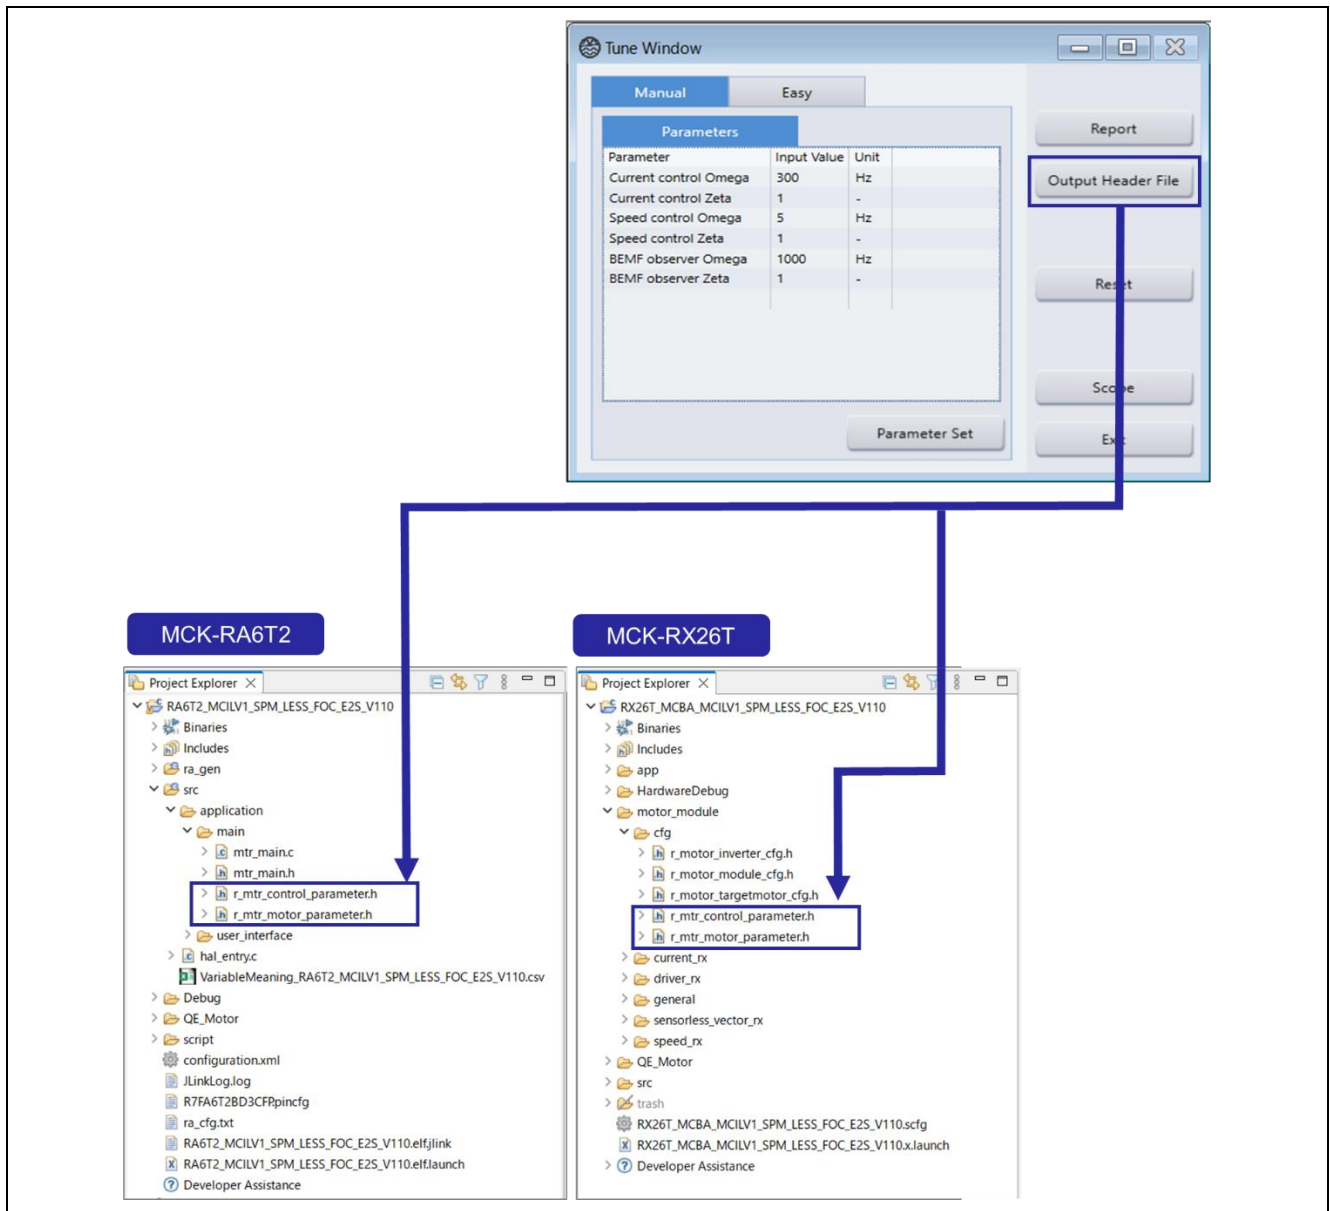 Tune Window
Manual Easy
Parameters
Parameter Input Value Unit
Current control Omega 300 Hz
Current control Zeta 1 -
Speed control Omega 5 Hz
Speed control Zeta 1 -
BEMF observer Omega 1000 Hz
BEMF observer Zeta 1 -
Parameter Set
Report
Output Header File
Reset
Scope
Exit
MCK-RA6T2
Project Explorer
RA6T2_MCILV1_SPM_LESS_FOC_E2S_V110
Binaries
Includes
ra_gen
src
application
main
mtr_main.c
mtr_main.h
r_mtr_control_parameter.h
r_mtr_motor_parameter.h
user_interface
hal_entry.c
VariableMeaning_RA6T2_MCILV1_SPM_LESS_FOC_E2S_V110.csv
Debug
QE_Motor
script
configuration.xml
JLinkLog.log
R7FA6T2BD3CFP.pincfg
ra_cfg.txt
RA6T2_MCILV1_SPM_LESS_FOC_E2S_V110.elf.jlink
RA6T2_MCILV1_SPM_LESS_FOC_E2S_V110.elf.launch
Developer Assistance
MCK-RX26T
Project Explorer
RX26T_MCBA_MCILV1_SPM_LESS_FOC_E2S_V110
Binaries
Includes
app
HardwareDebug
motor_module
cfg
r_motor_inverter_cfg.h
r_motor_module_cfg.h
r_motor_targetmotor_cfg.h
r_mtr_control_parameter.h
r_mtr_motor_parameter.h
current_rx
driver_rx
general
sensorless_vector_rx
speed_rx
QE_Motor
src
trash
RX26T_MCBA_MCILV1_SPM_LESS_FOC_E2S_V110.scfg
RX26T_MCBA_MCILV1_SPM_LESS_FOC_E2S_V110.x.launch
Developer Assistance